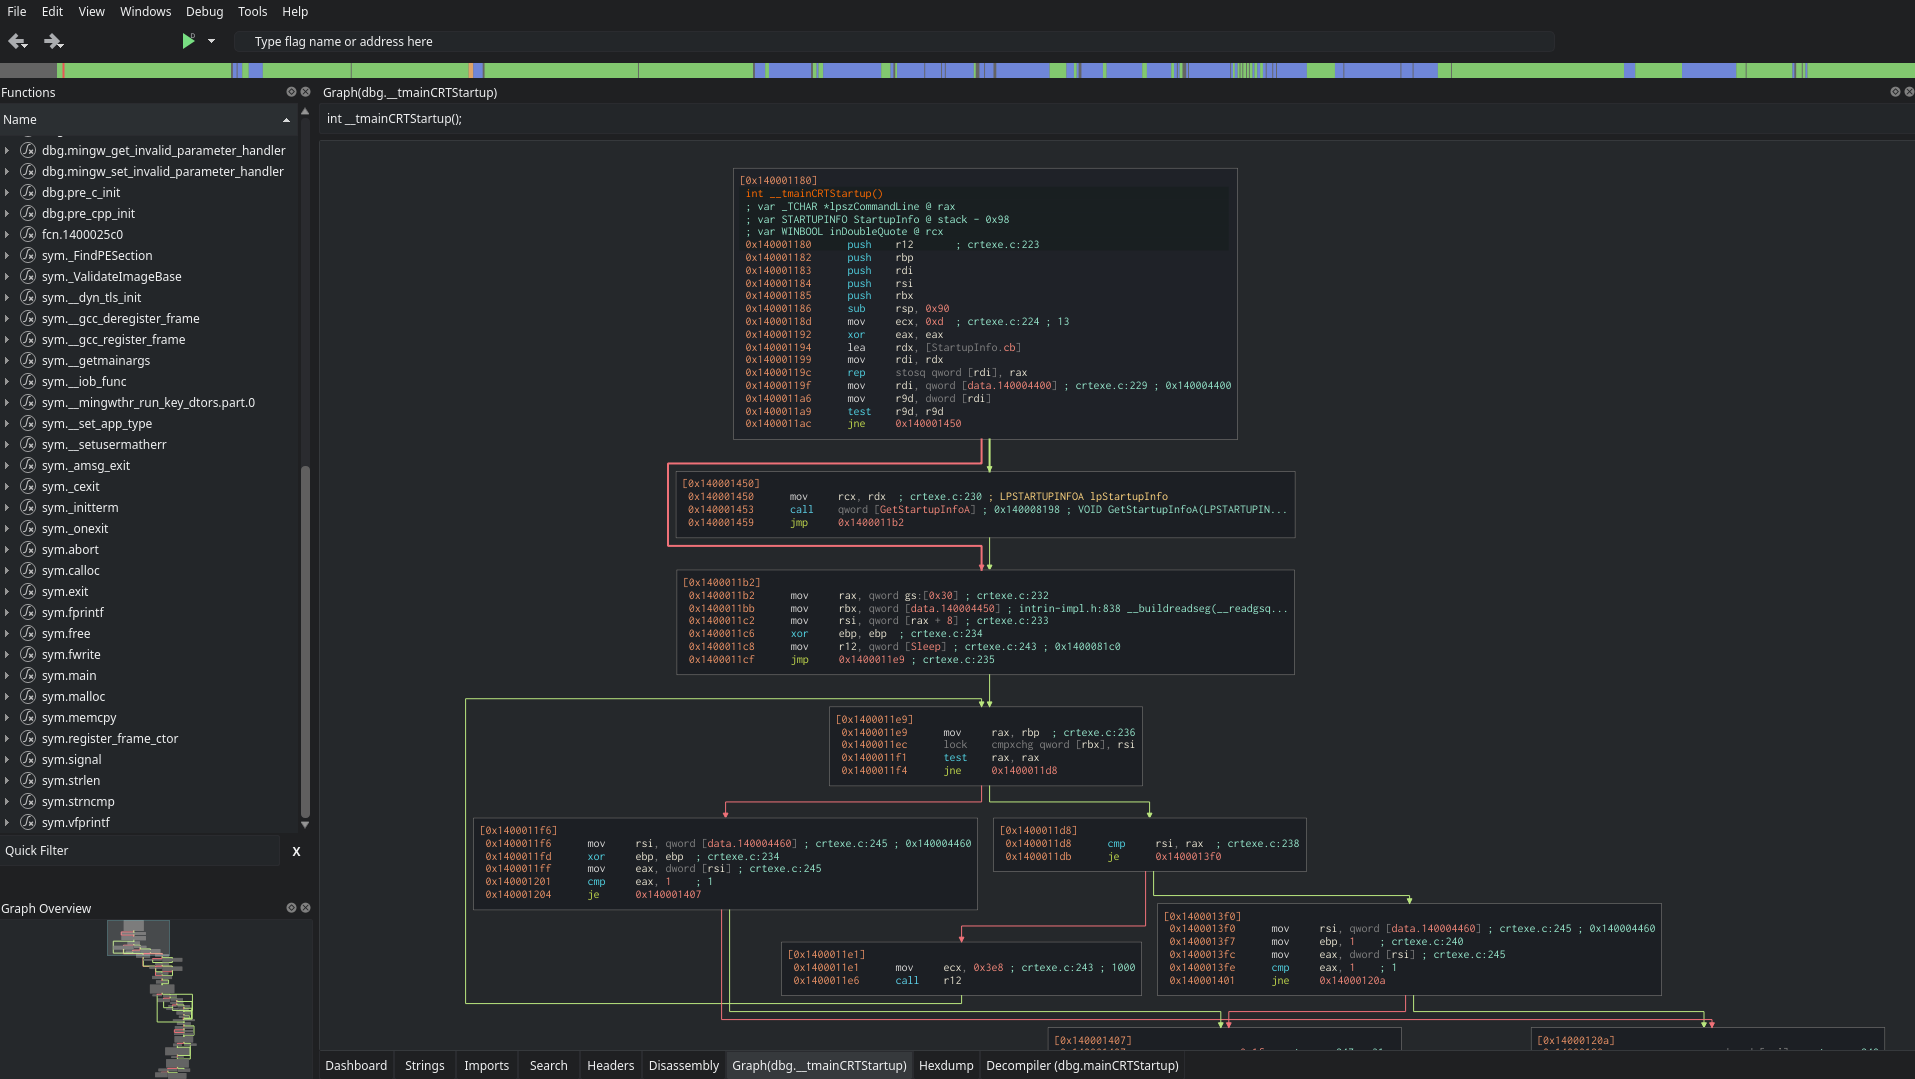 File Edit View Windows Debug Tools Help
Type flag name or address here
Functions
Name
dbg.mingw_get_invalid_parameter_handler
dbg.mingw_set_invalid_parameter_handler
dbg.pre_c_init
dbg.pre_cpp_init
fcn.1400025c0
sym._FindPESection
sym._ValidateImageBase
sym.__dyn_tls_init
sym.__gcc_deregister_frame
sym.__gcc_register_frame
sym.__getmainargs
sym.__iob_func
sym.__mingwthr_run_key_dtors.part.0
sym.__set_app_type
sym.__setusermatherr
sym._amsg_exit
sym._cexit
sym._initterm
sym._onexit
sym.abort
sym.calloc
sym.exit
sym.fprintf
sym.free
sym.fwrite
sym.main
sym.malloc
sym.memcpy
sym.register_frame_ctor
sym.signal
sym.strlen
sym.strncmp
sym.vfprintf
Quick Filter X
Graph Overview
Graph(dbg.__tmainCRTStartup)
int __tmainCRTStartup();
[0x140001180]
int __tmainCRTStartup()
; var _TCHAR *lpszCommandLine @ rax
; var STARTUPINFO StartupInfo @ stack - 0x98
; var WINBOOL inDoubleQuote @ rcx
0x140001180 push r12 ; crtexe.c:223
0x140001182 push rbp
0x140001183 push rdi
0x140001184 push rsi
0x140001185 push rbx
0x140001186 sub rsp, 0x90
0x14000118d mov ecx, 0xd ; crtexe.c:224 ; 13
0x140001192 xor eax, eax
0x140001194 lea rdx, [StartupInfo.cb]
0x140001199 mov rdi, rdx
0x14000119c rep stosq qword [rdi], rax
0x14000119f mov rdi, qword [data.140004400] ; crtexe.c:229 ; 0x140004400
0x1400011a6 mov r9d, dword [rdi]
0x1400011a9 test r9d, r9d
0x1400011ac jne 0x140001450
[0x140001450]
0x140001450 mov rcx, rdx ; crtexe.c:230 ; LPSTARTUPINFOA lpStartupInfo
0x140001453 call qword [GetStartupInfoA] ; 0x140008198 ; VOID GetStartupInfoA(LPSTARTUPIN...
0x140001459 jmp 0x1400011b2
[0x1400011b2]
0x1400011b2 mov rax, qword gs:[0x30] ; crtexe.c:232
0x1400011bb mov rbx, qword [data.140004450] ; intrin-impl.h:838 __buildreadseg(__readgsq...
0x1400011c2 mov rsi, qword [rax + 8] ; crtexe.c:233
0x1400011c6 xor ebp, ebp ; crtexe.c:234
0x1400011c8 mov r12, qword [Sleep] ; crtexe.c:243 ; 0x1400081c0
0x1400011cf jmp 0x1400011e9 ; crtexe.c:235
[0x1400011e9]
0x1400011e9 mov rax, rbp ; crtexe.c:236
0x1400011ec lock cmpxchg qword [rbx], rsi
0x1400011f1 test rax, rax
0x1400011f4 jne 0x1400011d8
[0x1400011f6]
0x1400011f6 mov rsi, qword [data.140004460] ; crtexe.c:245 ; 0x140004460
0x1400011fd xor ebp, ebp ; crtexe.c:234
0x1400011ff mov eax, dword [rsi] ; crtexe.c:245
0x140001201 cmp eax, 1 ; 1
0x140001204 je 0x140001407
[0x1400011d8]
0x1400011d8 cmp rsi, rax ; crtexe.c:238
0x1400011db je 0x1400013f0
[0x1400011e1]
0x1400011e1 mov ecx, 0x3e8 ; crtexe.c:243 ; 1000
0x1400011e6 call r12
[0x1400013f0]
0x1400013f0 mov rsi, qword [data.140004460] ; crtexe.c:245 ; 0x140004460
0x1400013f7 mov ebp, 1 ; crtexe.c:240
0x1400013fc mov eax, dword [rsi] ; crtexe.c:245
0x1400013fe cmp eax, 1 ; 1
0x140001401 jne 0x14000120a
[0x140001407]
[0x14000120a]
Dashboard Strings Imports Search Headers Disassembly Graph(dbg.__tmainCRTStartup) Hexdump Decompiler (dbg.mainCRTStartup)